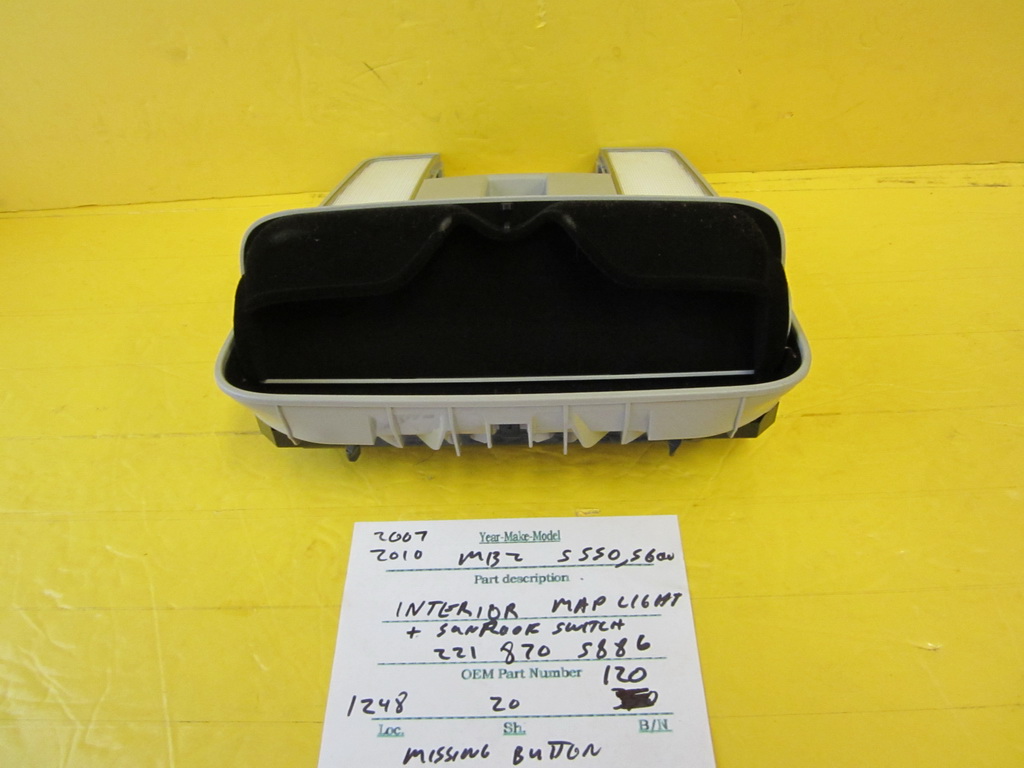 2007 Year-Make-Model
2010 MBZ S550, S600
Part description
INTERIOR MAP LIGHT
+ SUNROOF SWITCH
221 870 5886
OEM Part Number 120
1248 20
Loc. Sh. B/N
MISSING BUTTON